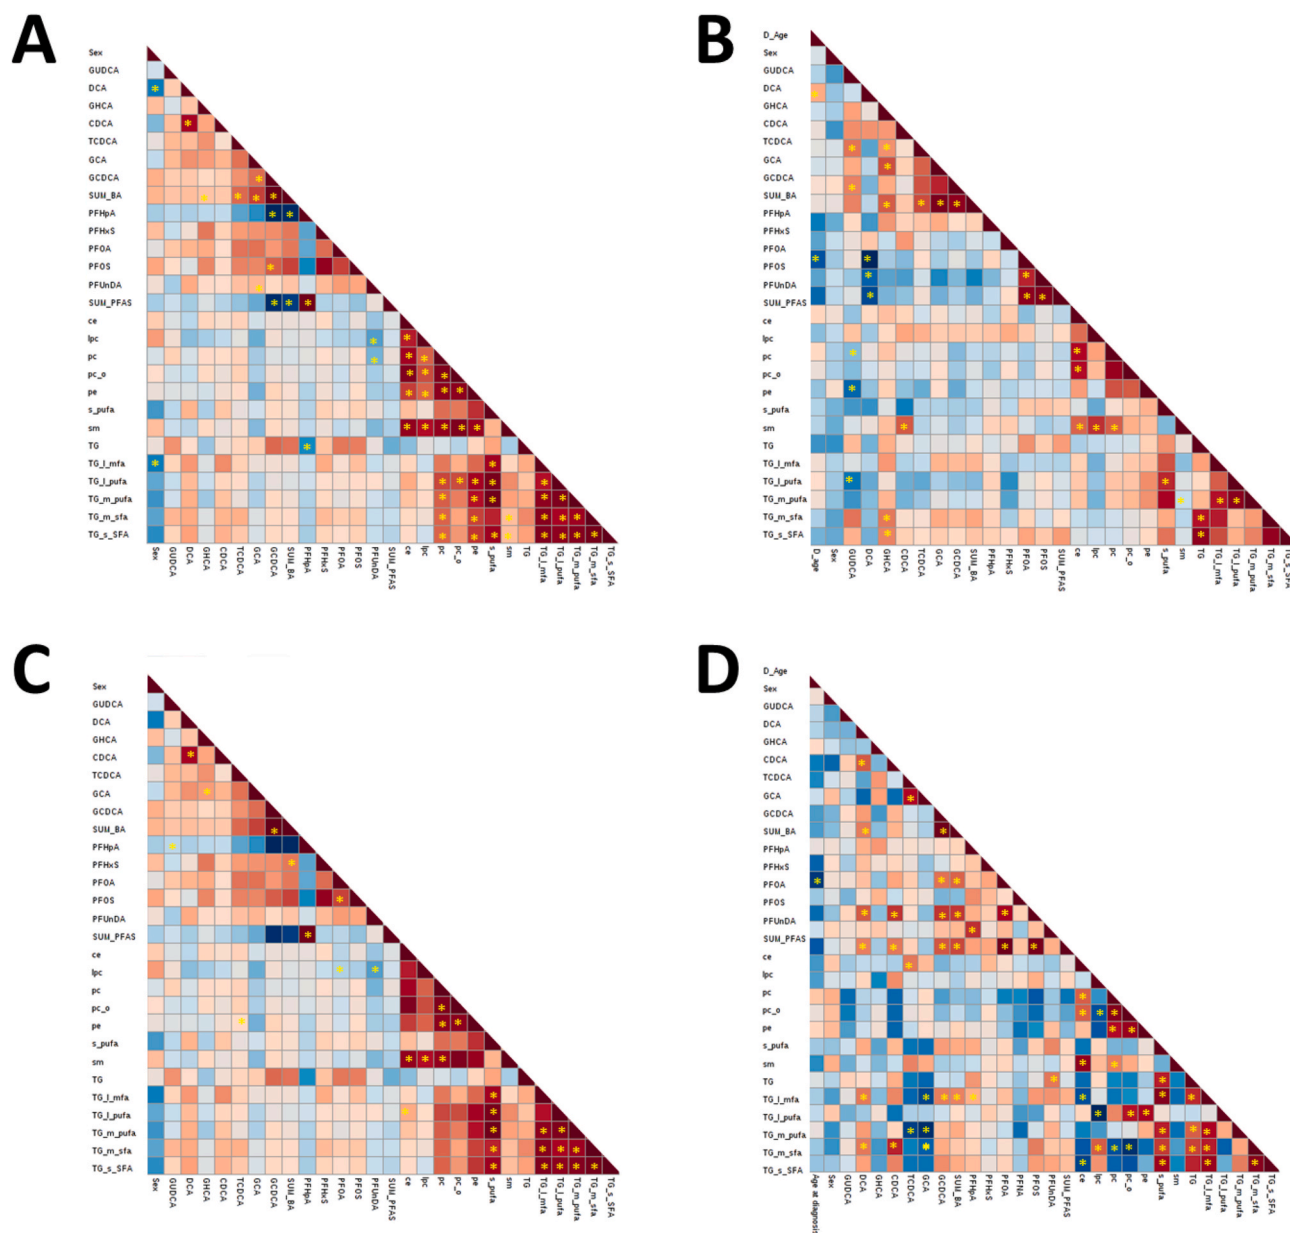 A
Sex
GUDCA
DCA
GHCA
CDCA
TCDCA
GCA
GCDCA
SUM_BA
PFHpA
PFHxS
PFOA
PFOS
PFUnDA
SUM_PFAS
ce
lpc
pc
pc_o
pe
s_pufa
sm
TG
TG_l_mfa
TG_l_pufa
TG_m_pufa
TG_m_sfa
TG_s_SFA
Sex
GUDCA
DCA
GHCA
CDCA
TCDCA
GCA
GCDCA
SUM_BA
PFHpA
PFHxS
PFOA
PFOS
PFUnDA
SUM_PFAS
ce
lpc
pc
pc_o
pe
s_pufa
sm
TG
TG_l_mfa
TG_l_pufa
TG_m_pufa
TG_m_sfa
TG_s_SFA
B
D_Age
Sex
GUDCA
DCA
GHCA
CDCA
TCDCA
GCA
GCDCA
SUM_BA
PFHpA
PFHxS
PFOA
PFOS
PFUnDA
SUM_PFAS
ce
lpc
pc
pc_o
pe
s_pufa
sm
TG
TG_l_mfa
TG_l_pufa
TG_m_pufa
TG_m_sfa
TG_s_SFA
D_age
Sex
GUDCA
DCA
GHCA
CDCA
TCDCA
GCA
GCDCA
SUM_BA
PFHpA
PFHxS
PFOA
PFOS
SUM_PFAS
ce
lpc
pc
pc_o
pe
s_pufa
sm
TG
TG_l_mfa
TG_l_pufa
TG_m_pufa
TG_m_sfa
TG_s_SFA
C
Sex
GUDCA
DCA
GHCA
CDCA
TCDCA
GCA
GCDCA
SUM_BA
PFHpA
PFHxS
PFOA
PFOS
PFUnDA
SUM_PFAS
ce
lpc
pc
pc_o
pe
s_pufa
sm
TG
TG_l_mfa
TG_l_pufa
TG_m_pufa
TG_m_sfa
TG_s_SFA
Sex
GUDCA
DCA
GHCA
CDCA
TCDCA
GCA
GCDCA
SUM_BA
PFHpA
PFHxS
PFOA
PFOS
PFUnDA
SUM_PFAS
ce
lpc
pc
pc_o
pe
s_pufa
sm
TG
TG_l_mfa
TG_l_pufa
TG_m_pufa
TG_m_sfa
TG_s_SFA
D
D_Age
Sex
GUDCA
DCA
GHCA
CDCA
TCDCA
GCA
GCDCA
SUM_BA
PFHpA
PFHxS
PFOA
PFOS
PFUnDA
SUM_PFAS
ce
lpc
pc
pc_o
pe
s_pufa
sm
TG
TG_l_mfa
TG_l_pufa
TG_m_pufa
TG_m_sfa
TG_s_SFA
Age at diagnosis
Sex
GUDCA
DCA
GHCA
CDCA
TCDCA
GCA
GCDCA
SUM_BA
PFHpA
PFHxS
PFOA
PFNA
PFOS
PFUnDA
SUM_PFAS
ce
lpc
pc
pc_o
pe
s_pufa
sm
TG
TG_l_mfa
TG_l_pufa
TG_m_pufa
TG_m_sfa
TG_s_SFA